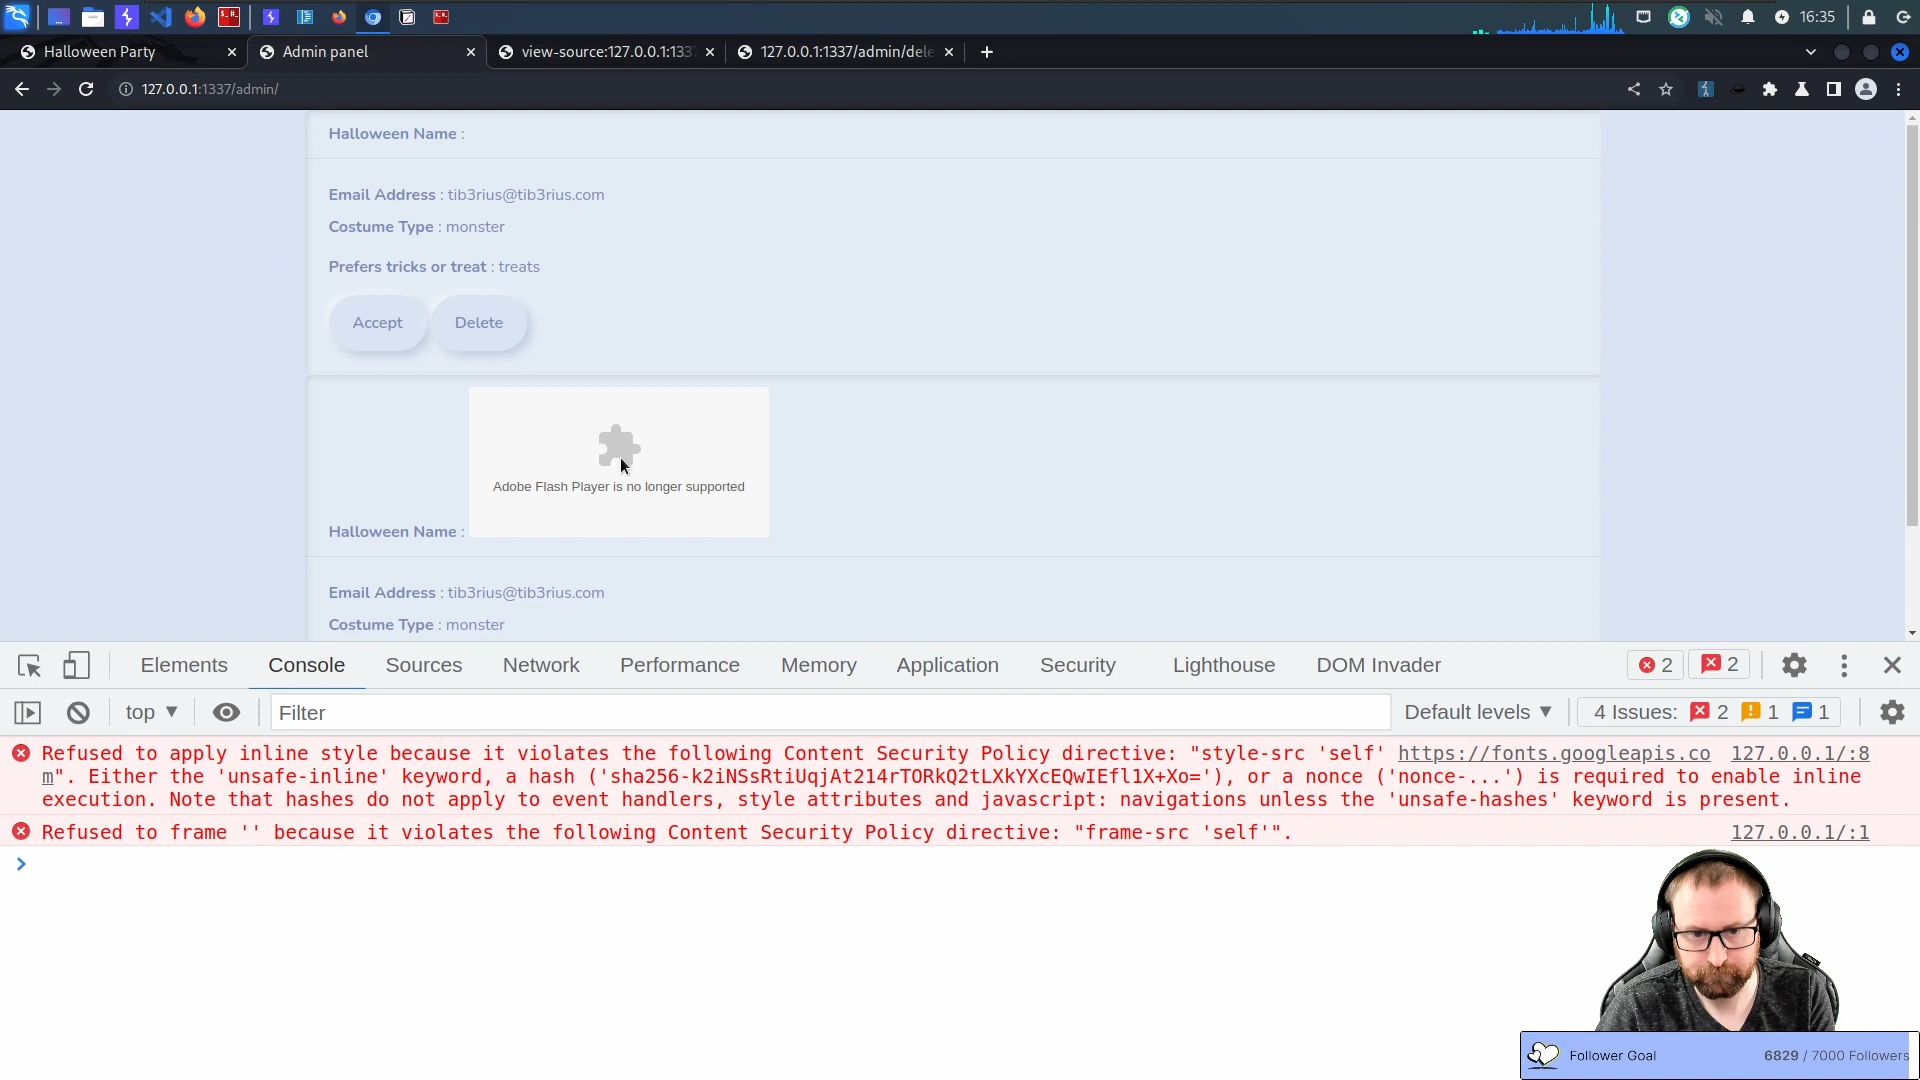 16:35
Halloween Party
Admin panel
view-source:127.0.0.1:133
127.0.0.1:1337/admin/dele
127.0.0.1:1337/admin/
Halloween Name :
Email Address : tib3rius@tib3rius.com
Costume Type : monster
Prefers tricks or treat : treats
Accept
Delete
Adobe Flash Player is no longer supported
Halloween Name :
Email Address : tib3rius@tib3rius.com
Costume Type : monster
Elements
Console
Sources
Network
Performance
Memory
Application
Security
Lighthouse
DOM Invader
2
2
top
Filter
Default levels
4 Issues: 2 1 1
Refused to apply inline style because it violates the following Content Security Policy directive: "style-src 'self' https://fonts.googleapis.co 127.0.0.1/:8
m". Either the 'unsafe-inline' keyword, a hash ('sha256-k2iNSsRtiUqjAt214rTORkQ2tLXkYXcEQwIEfl1X+Xo='), or a nonce ('nonce-...') is required to enable inline
execution. Note that hashes do not apply to event handlers, style attributes and javascript: navigations unless the 'unsafe-hashes' keyword is present.
Refused to frame '' because it violates the following Content Security Policy directive: "frame-src 'self'". 127.0.0.1/:1
Follower Goal
6829 / 7000 Followers